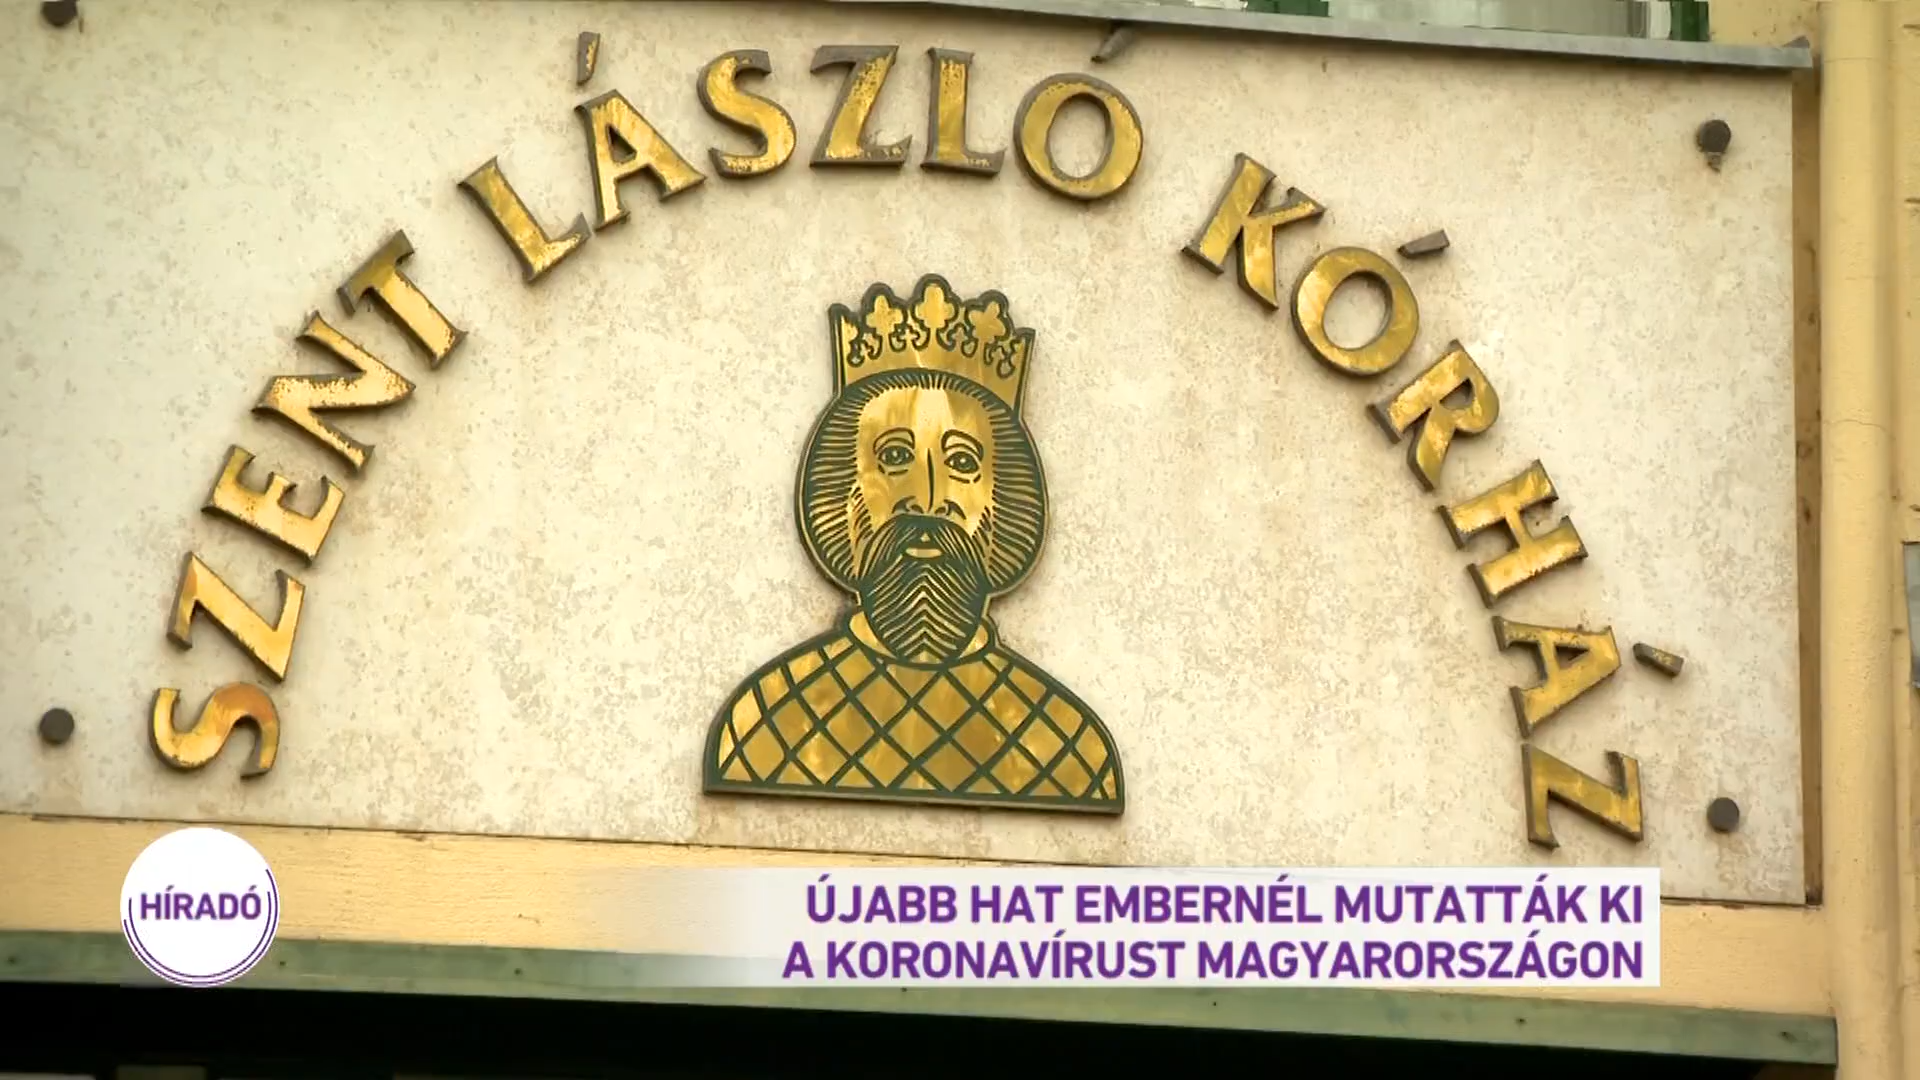 SZENT LÁSZLÓ KÓRHÁZ
HÍRADÓ
ÚJABB HAT EMBERNÉL MUTATTÁK KI
A KORONAVÍRUST MAGYARORSZÁGON